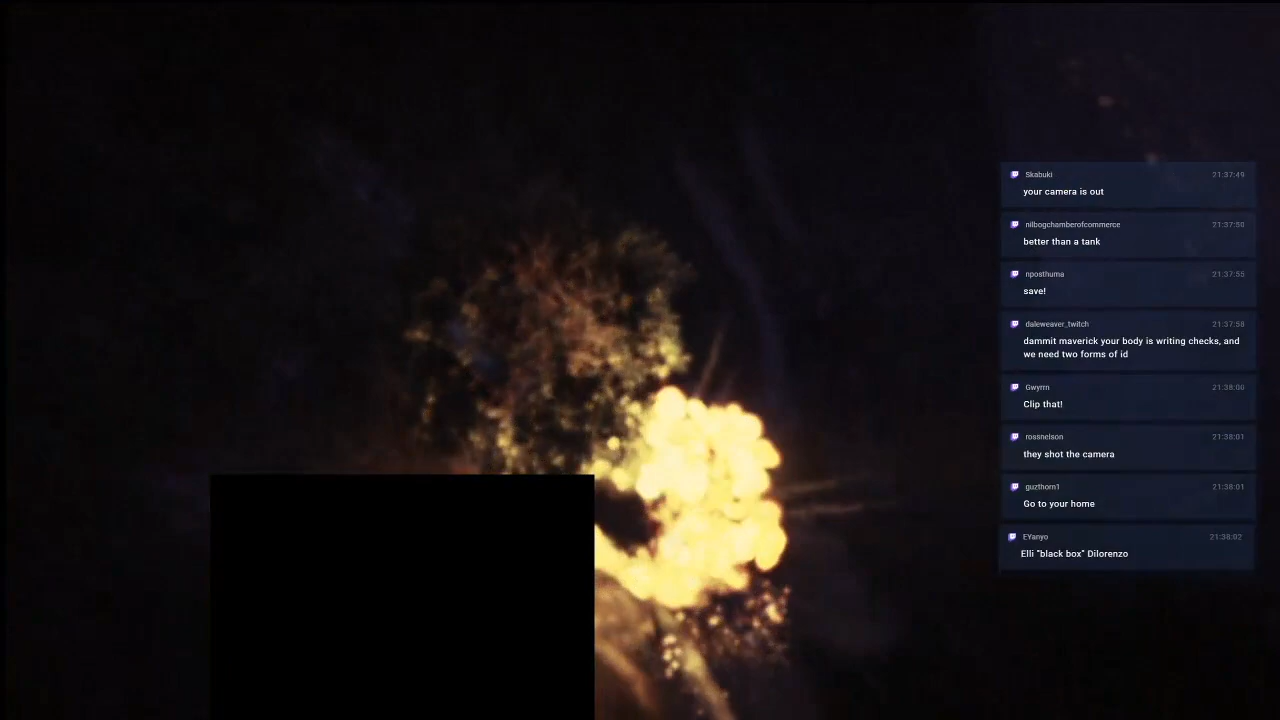 Skabuki 21:37:49
your camera is out
nilbogchamberofcommerce 21:37:50
better than a tank
nposthuma 21:37:55
save!
daleweaver_twitch 21:37:58
dammit maverick your body is writing checks, and
we need two forms of id
Gwyrrn 21:38:00
Clip that!
rossnelson 21:38:01
they shot the camera
guzthorn1 21:38:01
Go to your home
EYanyo 21:38:02
Elli "black box" Dilorenzo